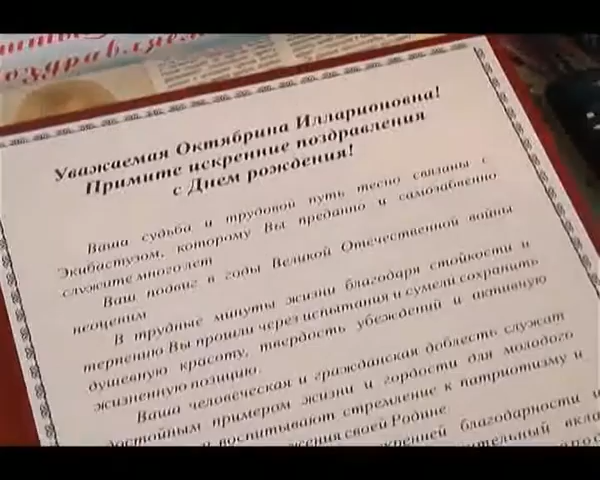 поздравляем
Уважаемая Октябрина Илларионовна!
Примите искренние поздравления
с Днем рождения!
Ваша судьба и трудовой путь тесно связаны с
Экибастузом, которому Вы преданно и самозабвенно
служите много лет
Ваш подвиг в годы Великой Отечественной войны
неоценим
В трудные минуты жизни благодаря стойкости и
терпению Вы прошли через испытания и сумели сохранить
душевную красоту, твердость убеждений и активную
жизненную позицию.
Ваша человеческая и гражданская доблесть служат
достойным примером жизни и гордости для молодого
воспитывают стремление к патриотизму и
своей Родине
благодарности и